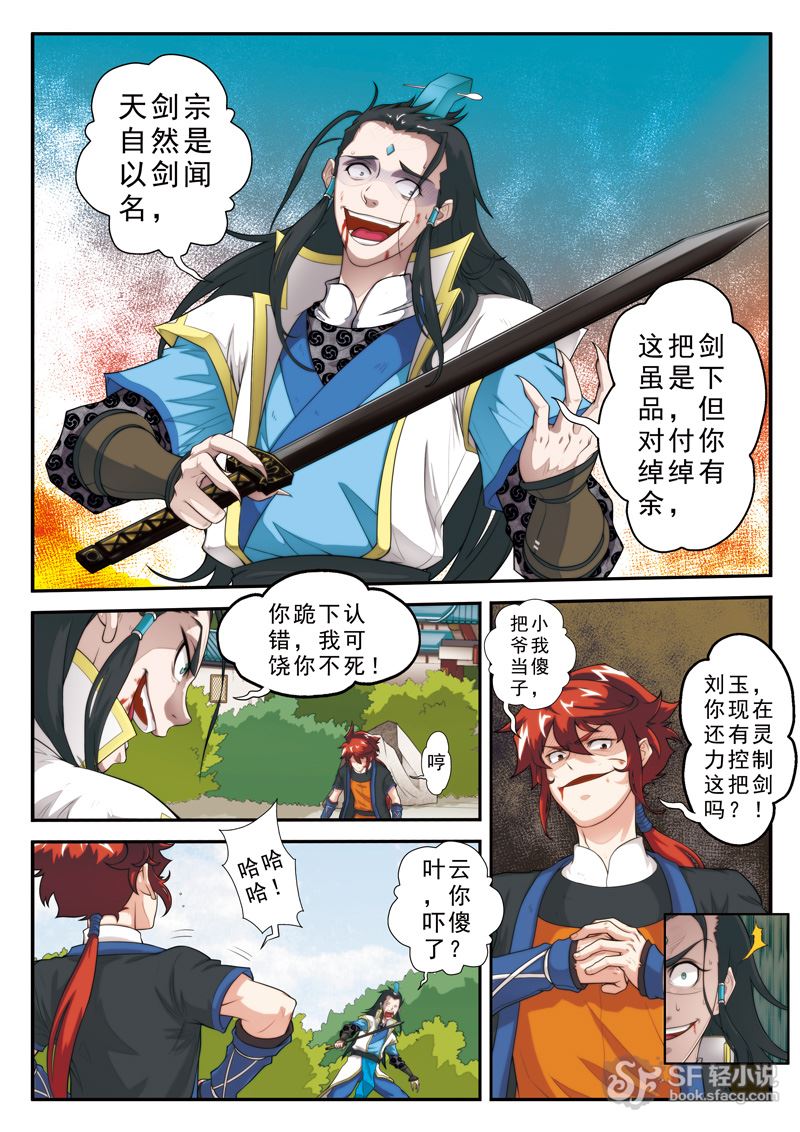 天剑宗
自然是
以剑闻
名，
这把剑
虽是下
品，但
对付你
绰绰有
余，
你跪下认
错，我可
饶你不死！
哼
哈哈
哈！
叶云
，你
吓傻
了？
把小
爷我
当傻
子，
刘玉，
你现在
还有灵
力控制
这把剑
吗？！
SF轻小说
book.sfacg.com